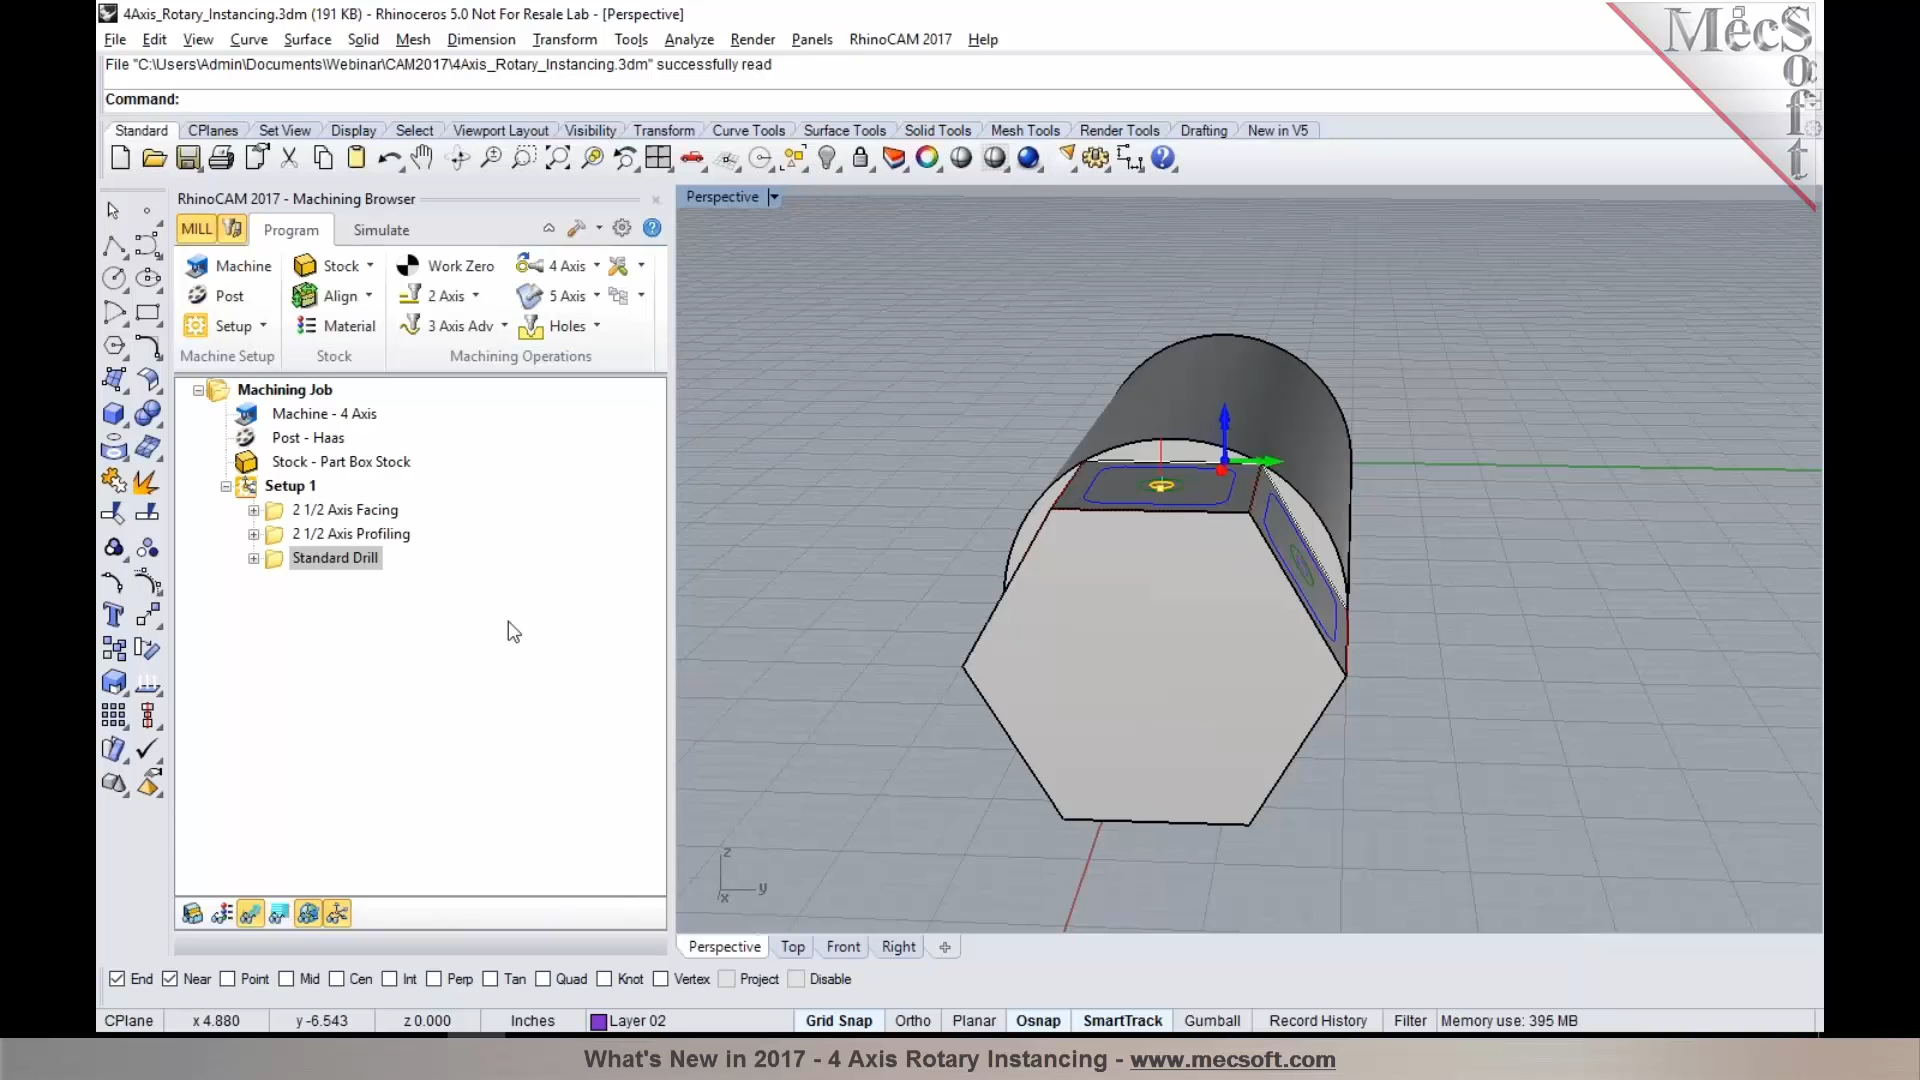 4Axis_Rotary_Instancing.3dm (191 KB) - Rhinoceros 5.0 Not For Resale Lab - [Perspective]
File Edit View Curve Surface Solid Mesh Dimension Transform Tools Analyze Render Panels RhinoCAM 2017 Help
File "C:\Users\Admin\Documents\Webinar\CAM2017\4Axis_Rotary_Instancing.3dm" successfully read
Command:
MecSoft
Standard CPlanes Set View Display Select Viewport Layout Visibility Transform Curve Tools Surface Tools Solid Tools Mesh Tools Render Tools Drafting New in V5
RhinoCAM 2017 - Machining Browser
Perspective
MILL Program Simulate
Machine Stock Work Zero 4 Axis
Post Align 2 Axis 5 Axis
Setup Material 3 Axis Adv Holes
Machine Setup Stock Machining Operations
Machining Job
Machine - 4 Axis
Post - Haas
Stock - Part Box Stock
Setup 1
2 1/2 Axis Facing
2 1/2 Axis Profiling
Standard Drill
z
y
x
Perspective Top Front Right
End Near Point Mid Cen Int Perp Tan Quad Knot Vertex Project Disable
CPlane x 4.880 y -6.543 z 0.000 Inches Layer 02 Grid Snap Ortho Planar Osnap SmartTrack Gumball Record History Filter Memory use: 395 MB
What's New in 2017 - 4 Axis Rotary Instancing - www.mecsoft.com